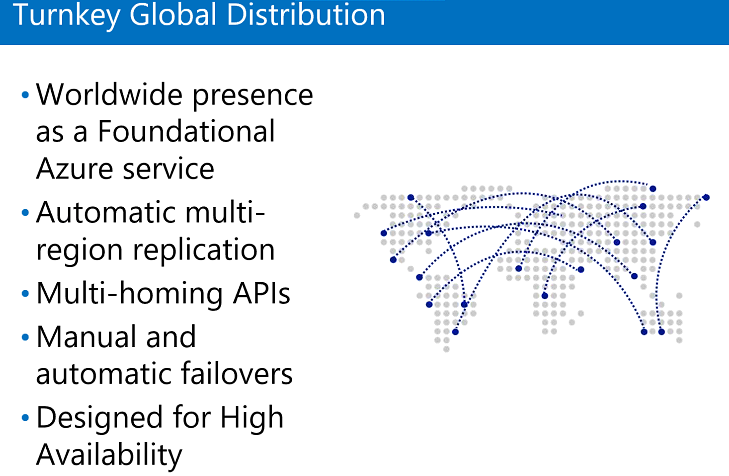 Turnkey Global Distribution
• Worldwide presence
as a Foundational
Azure service
• Automatic multi-
region replication
• Multi-homing APIs
• Manual and
automatic failovers
• Designed for High
Availability